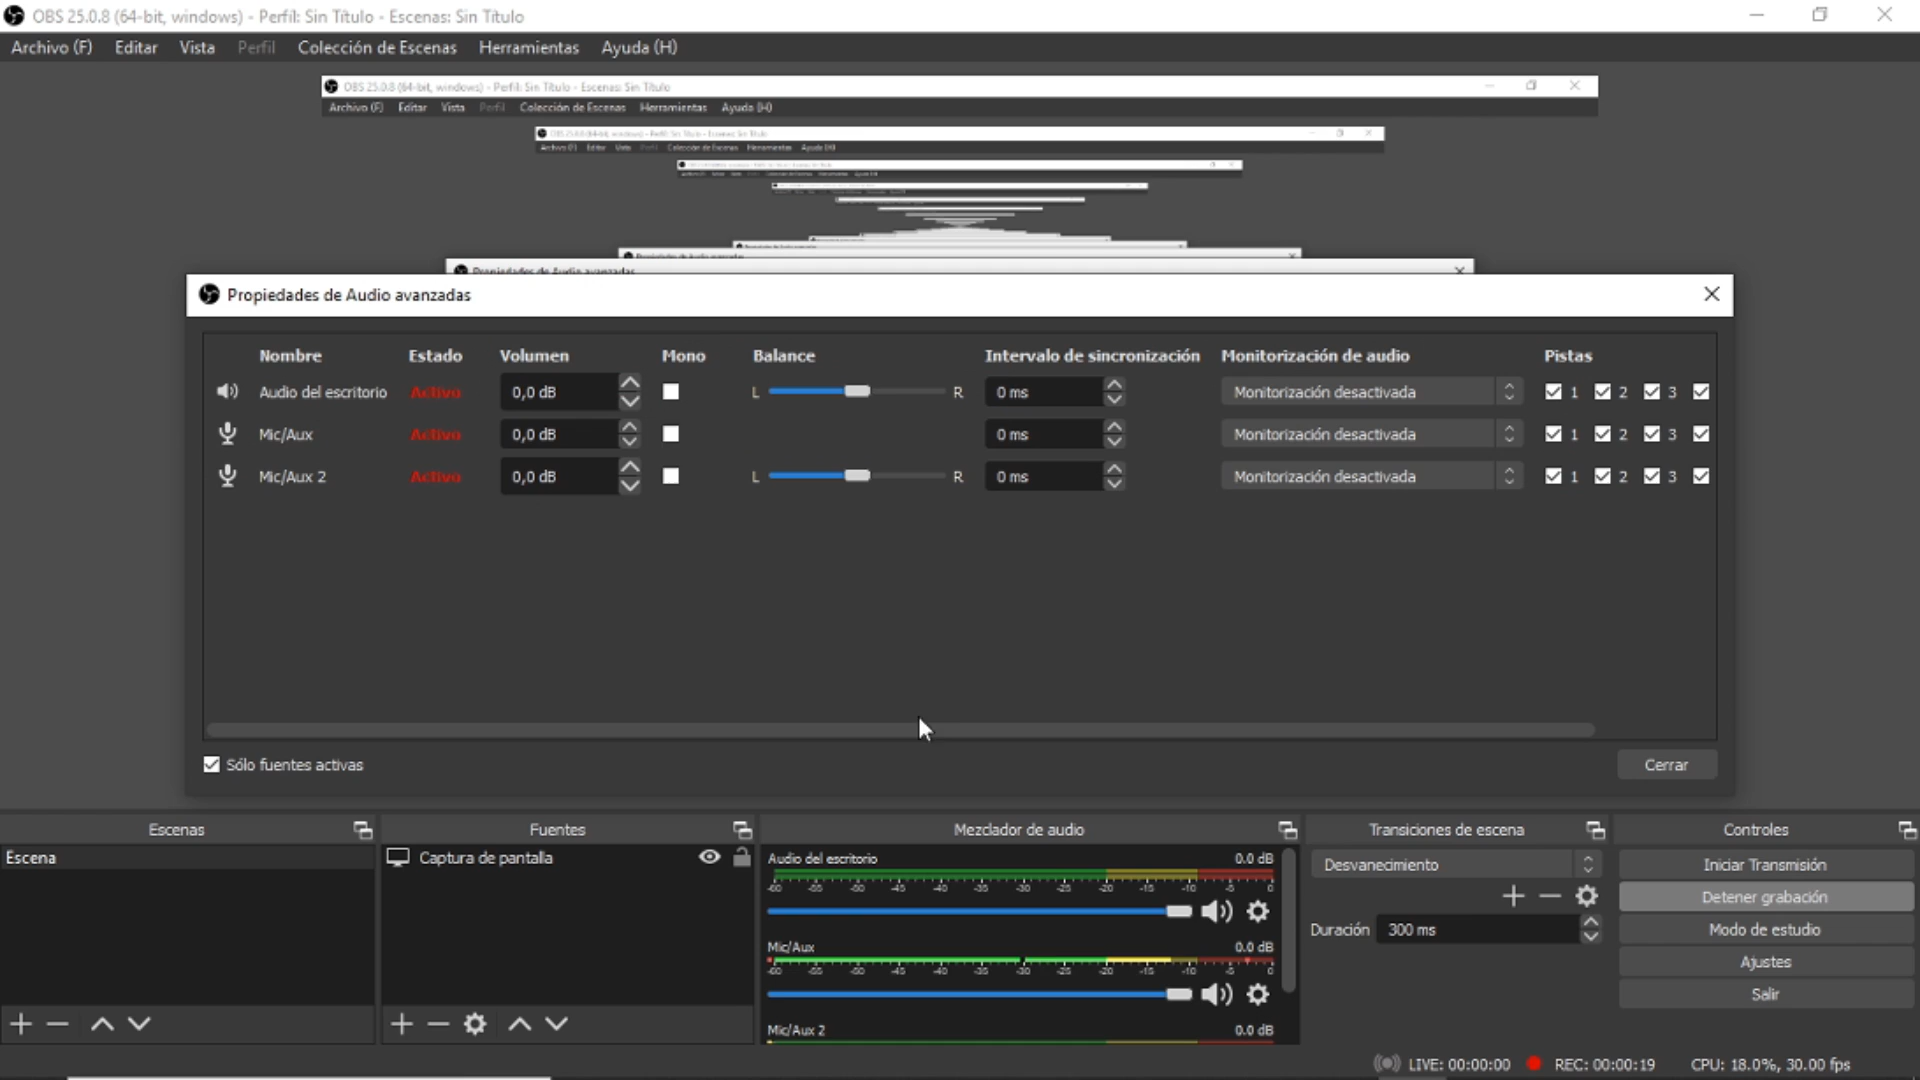 OBS 25.0.8 (64-bit, windows) - Perfil: Sin Título - Escenas: Sin Título
Archivo (F) Editar Vista Perfil Colección de Escenas Herramientas Ayuda (H)
OBS 25.0.8 (64-bit, windows) - Perfil: Sin Título - Escenas: Sin Título
Archivo (F) Editar Vista Perfil Colección de Escenas Herramientas Ayuda (H)
OBS 25.0.8 (64-bit, windows) - Perfil: Sin Título - Escenas: Sin Título
Archivo (F) Editar Vista Perfil Colección de Escenas Herramientas Ayuda (H)
Propiedades de Audio avanzadas
Propiedades de Audio avanzadas
Propiedades de Audio avanzadas
Nombre Estado Volumen Mono Balance Intervalo de sincronización Monitorización de audio Pistas
Audio del escritorio Activo 0,0 dB L R 0 ms Monitorización desactivada 1 2 3
Mic/Aux Activo 0,0 dB 0 ms Monitorización desactivada 1 2 3
Mic/Aux 2 Activo 0,0 dB L R 0 ms Monitorización desactivada 1 2 3
Sólo fuentes activas
Cerrar
Escenas
Escena
Fuentes
Captura de pantalla
Mezclador de audio
Audio del escritorio 0.0 dB
-60 -55 -50 -45 -40 -35 -30 -25 -20 -15 -10 -5 0
Mic/Aux 0.0 dB
-60 -55 -50 -45 -40 -35 -30 -25 -20 -15 -10 -5 0
Mic/Aux 2 0.0 dB
Transiciones de escena
Desvanecimiento
Duración 300 ms
Controles
Iniciar Transmisión
Detener grabación
Modo de estudio
Ajustes
Salir
LIVE: 00:00:00 REC: 00:00:19 CPU: 18.0%, 30.00 fps